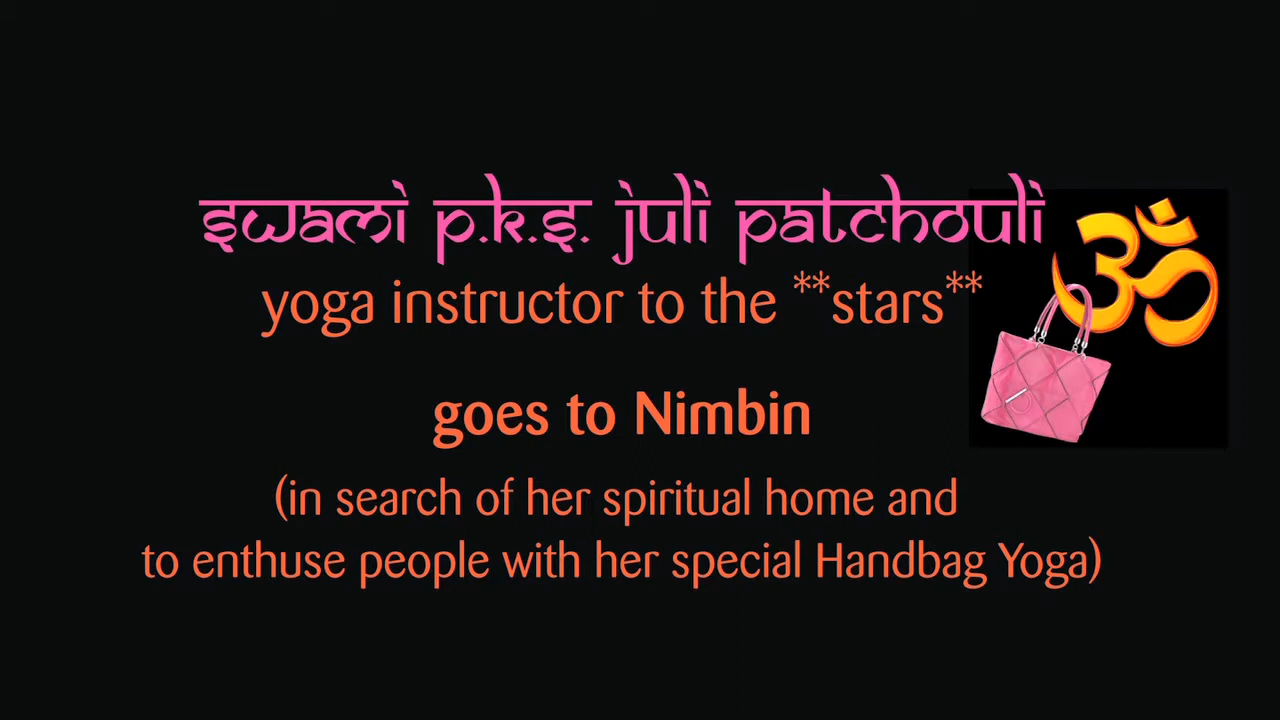 swami p.k.s. juli patchouli
yoga instructor to the **stars**
goes to Nimbin
(in search of her spiritual home and
to enthuse people with her special Handbag Yoga)
ॐ